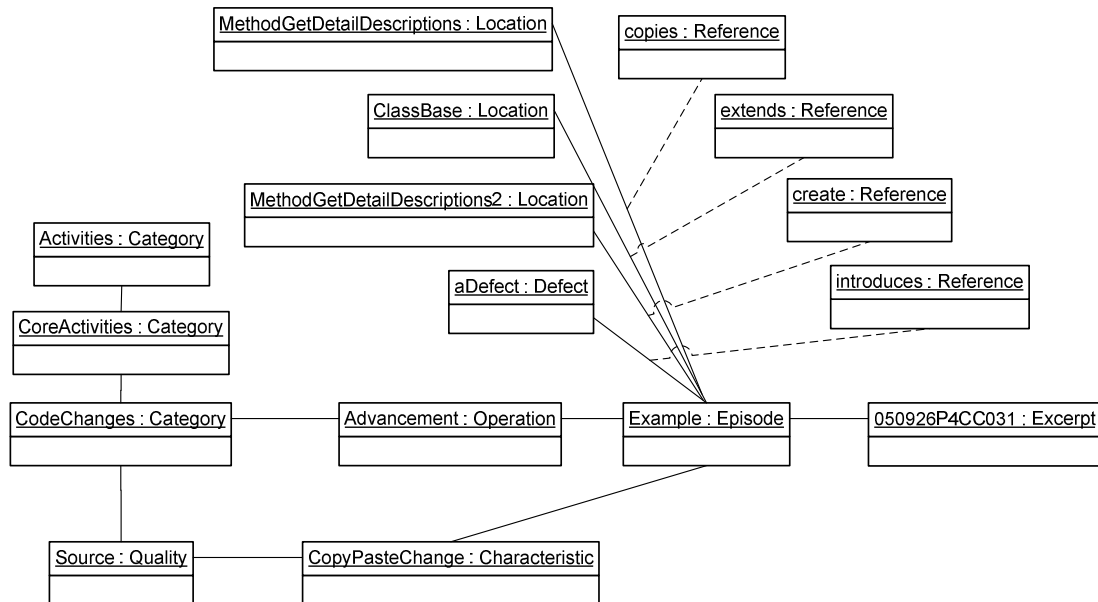 MethodGetDetailDescriptions : Location
copies : Reference
ClassBase : Location
extends : Reference
MethodGetDetailDescriptions2 : Location
create : Reference
Activities : Category
aDefect : Defect
introduces : Reference
CoreActivities : Category
CodeChanges : Category
Advancement : Operation
Example : Episode
050926P4CC031 : Excerpt
Source : Quality
CopyPasteChange : Characteristic